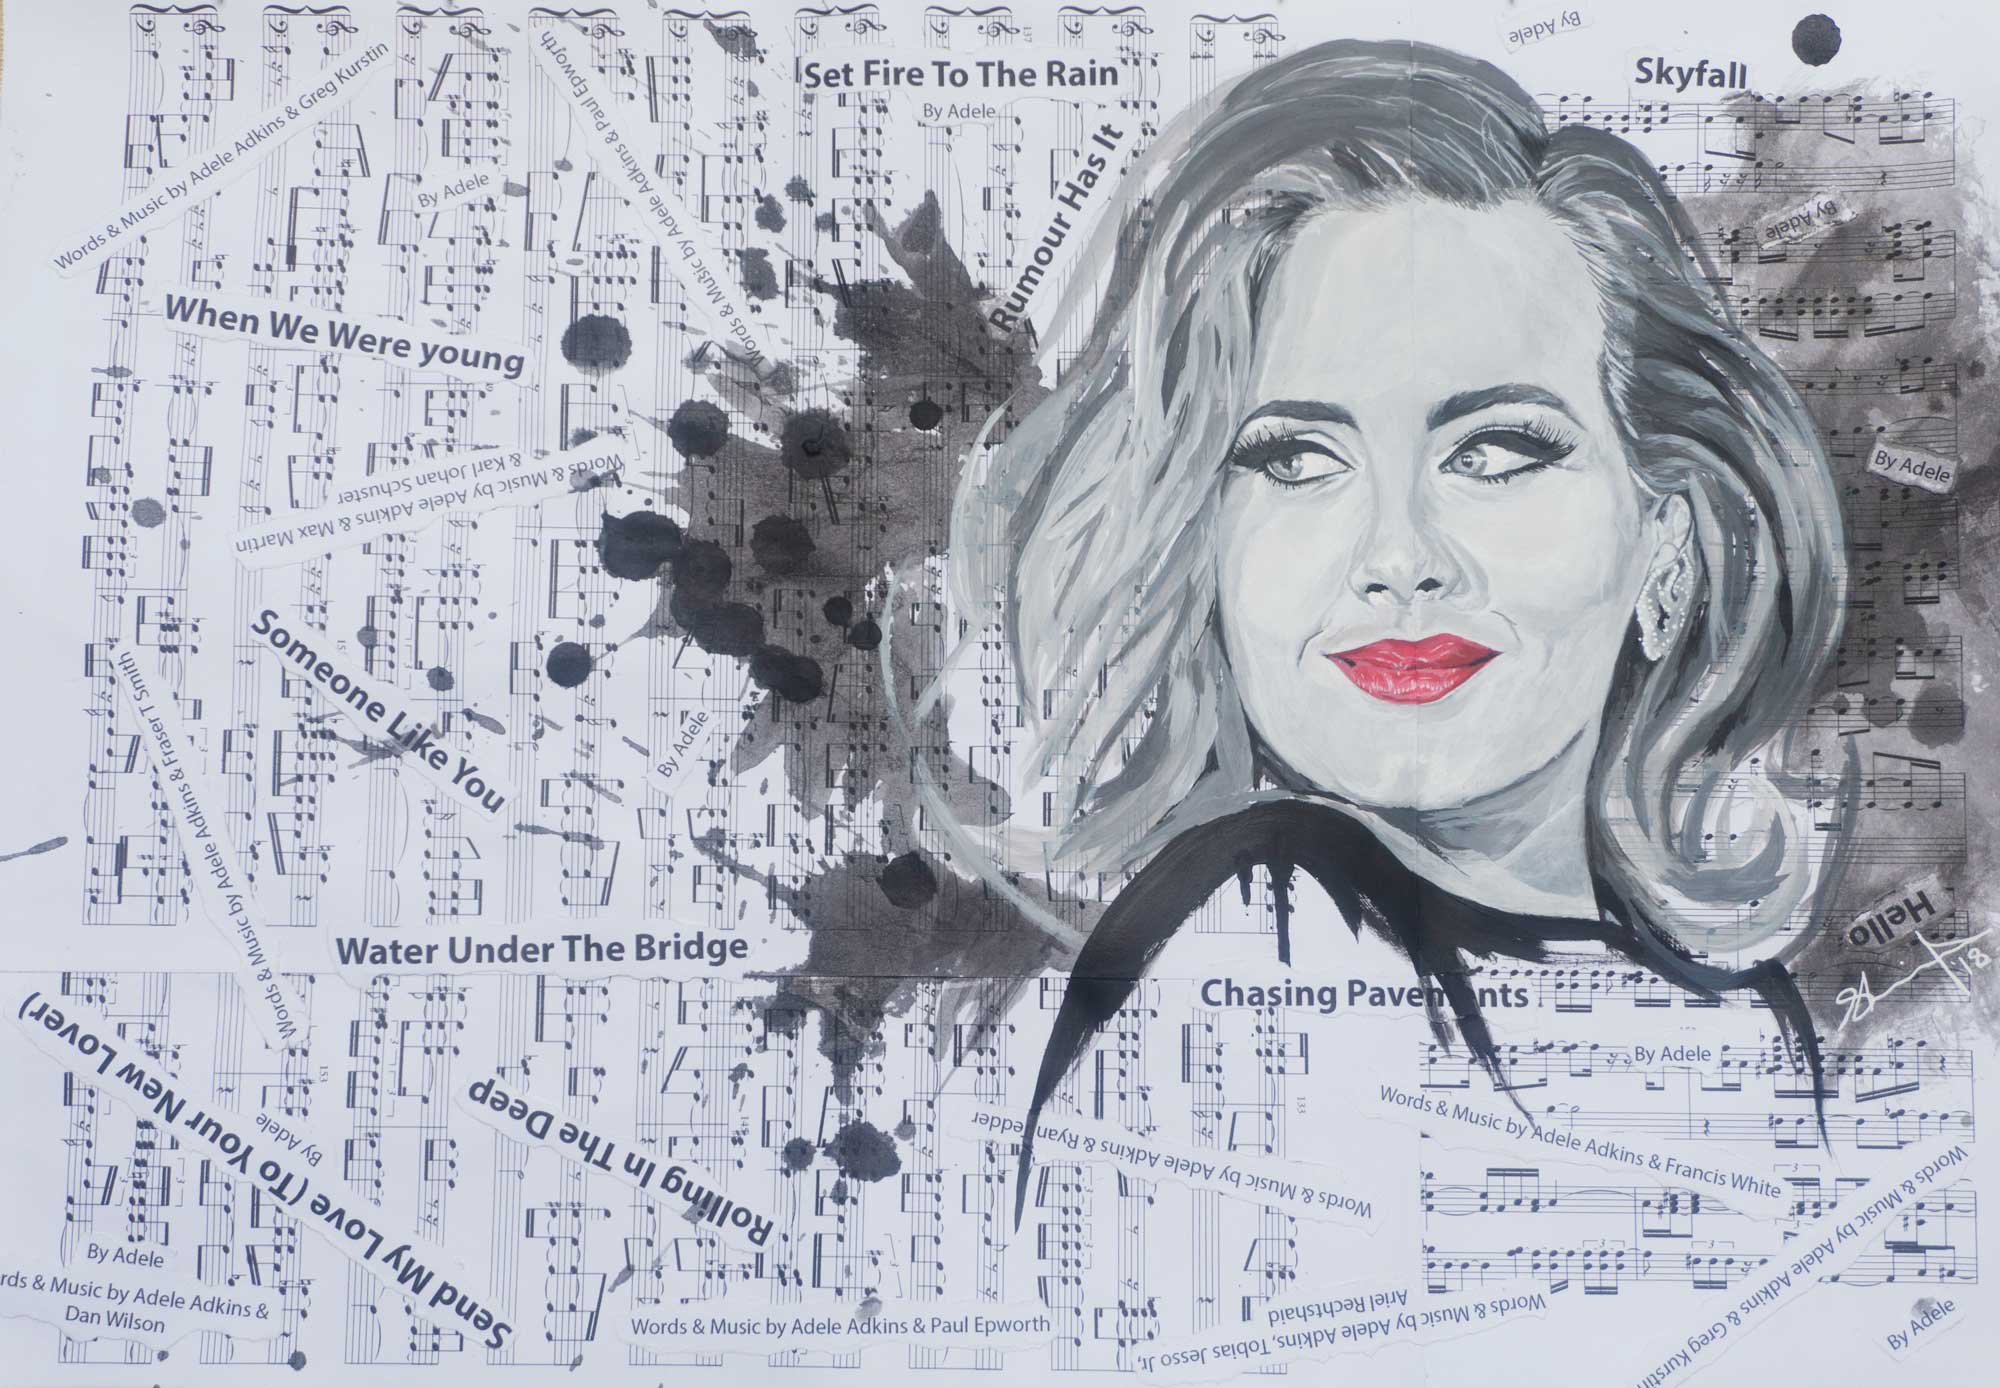 By Adele
Set Fire To The Rain
By Adele
Skyfall
Words & Music by Adele Adkins & Greg Kurstin
Words & Music by Adele Adkins & Paul Epworth
By Adele
Rumour Has It
By Adele
When We Were young
By Adele
Words & Music by Adele Adkins & Max Martin
& Karl Johan Schuster
Someone Like You
By Adele
Words & Music by Adele Adkins & Fraser T Smith
Hello
'18
Water Under The Bridge
Chasing Pavem nts
By Adele
Send My Love (To Your New Lover)
By Adele
Rolling In The Deep
Words & Music by Adele Adkins & Ryan Tedder
133
Words & Music by Adele Adkins & Francis White
Words & Music by Adele Adkins & Greg Kurstin
By Adele
rds & Music by Adele Adkins &
Dan Wilson
Words & Music by Adele Adkins & Paul Epworth
Words & Music by Adele Adkins, Tobias Jesso Jr,
Ariel Rechtshaid
By Adele
137
153